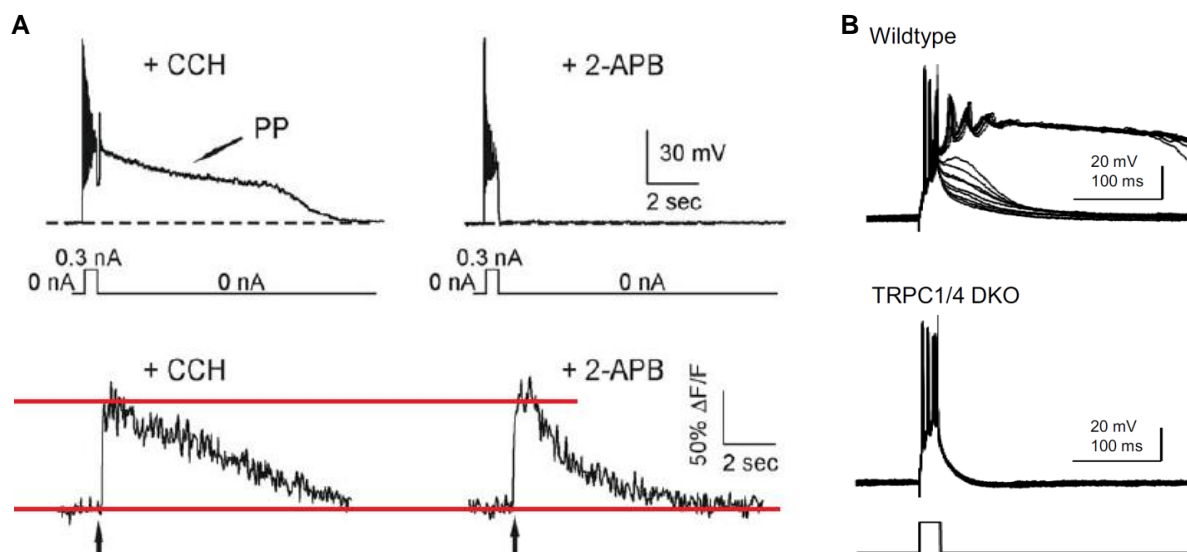 A
+ CCH
PP
+ 2-APB
30 mV
2 sec
0.3 nA
0 nA
0 nA
0.3 nA
0 nA
0 nA
+ CCH
+ 2-APB
50% ΔF/F
2 sec
B
Wildtype
20 mV
100 ms
TRPC1/4 DKO
20 mV
100 ms